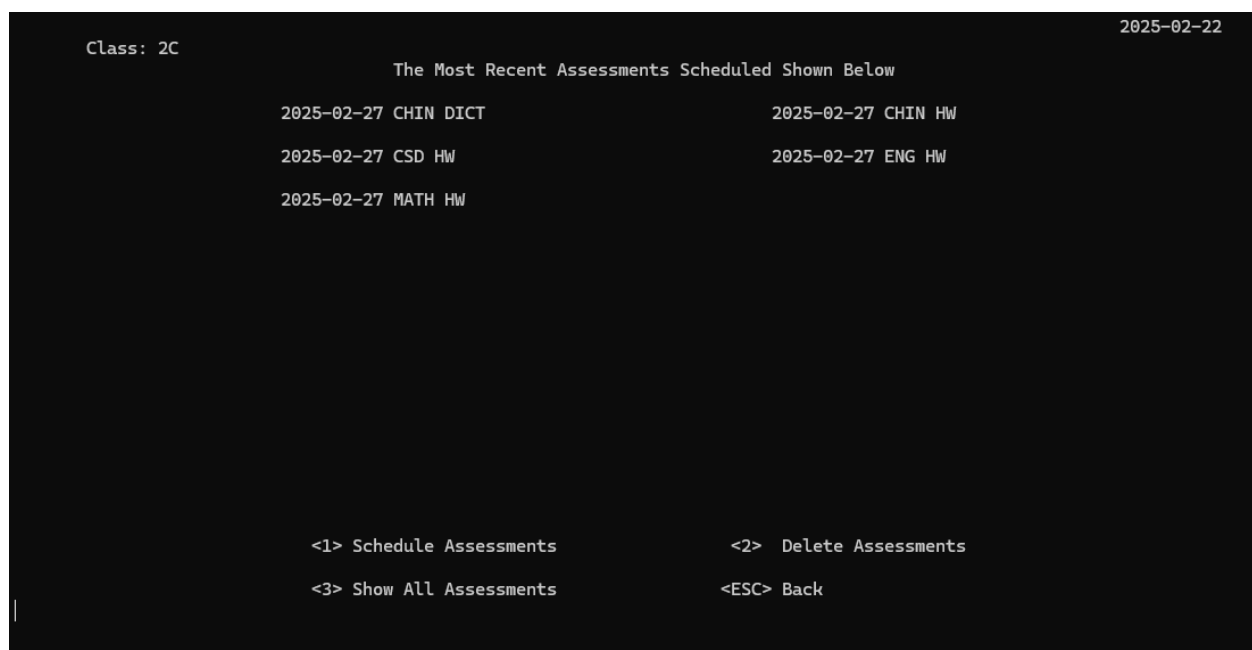 2025-02-22
Class: 2C
The Most Recent Assessments Scheduled Shown Below
2025-02-27 CHIN DICT 2025-02-27 CHIN HW
2025-02-27 CSD HW 2025-02-27 ENG HW
2025-02-27 MATH HW
<1> Schedule Assessments <2> Delete Assessments
<3> Show All Assessments <ESC> Back